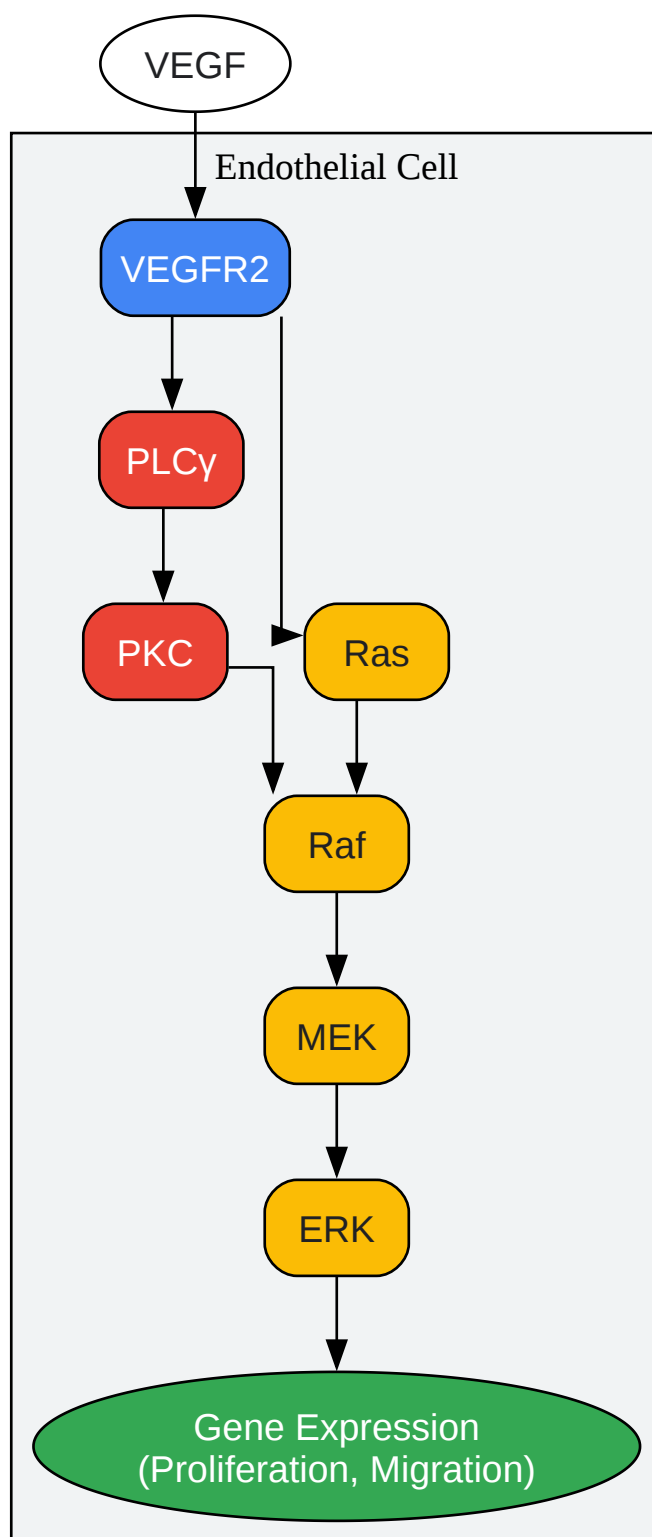 VEGF
Endothelial Cell
VEGFR2
PLCγ
PKC
Ras
Raf
MEK
ERK
Gene Expression
(Proliferation, Migration)